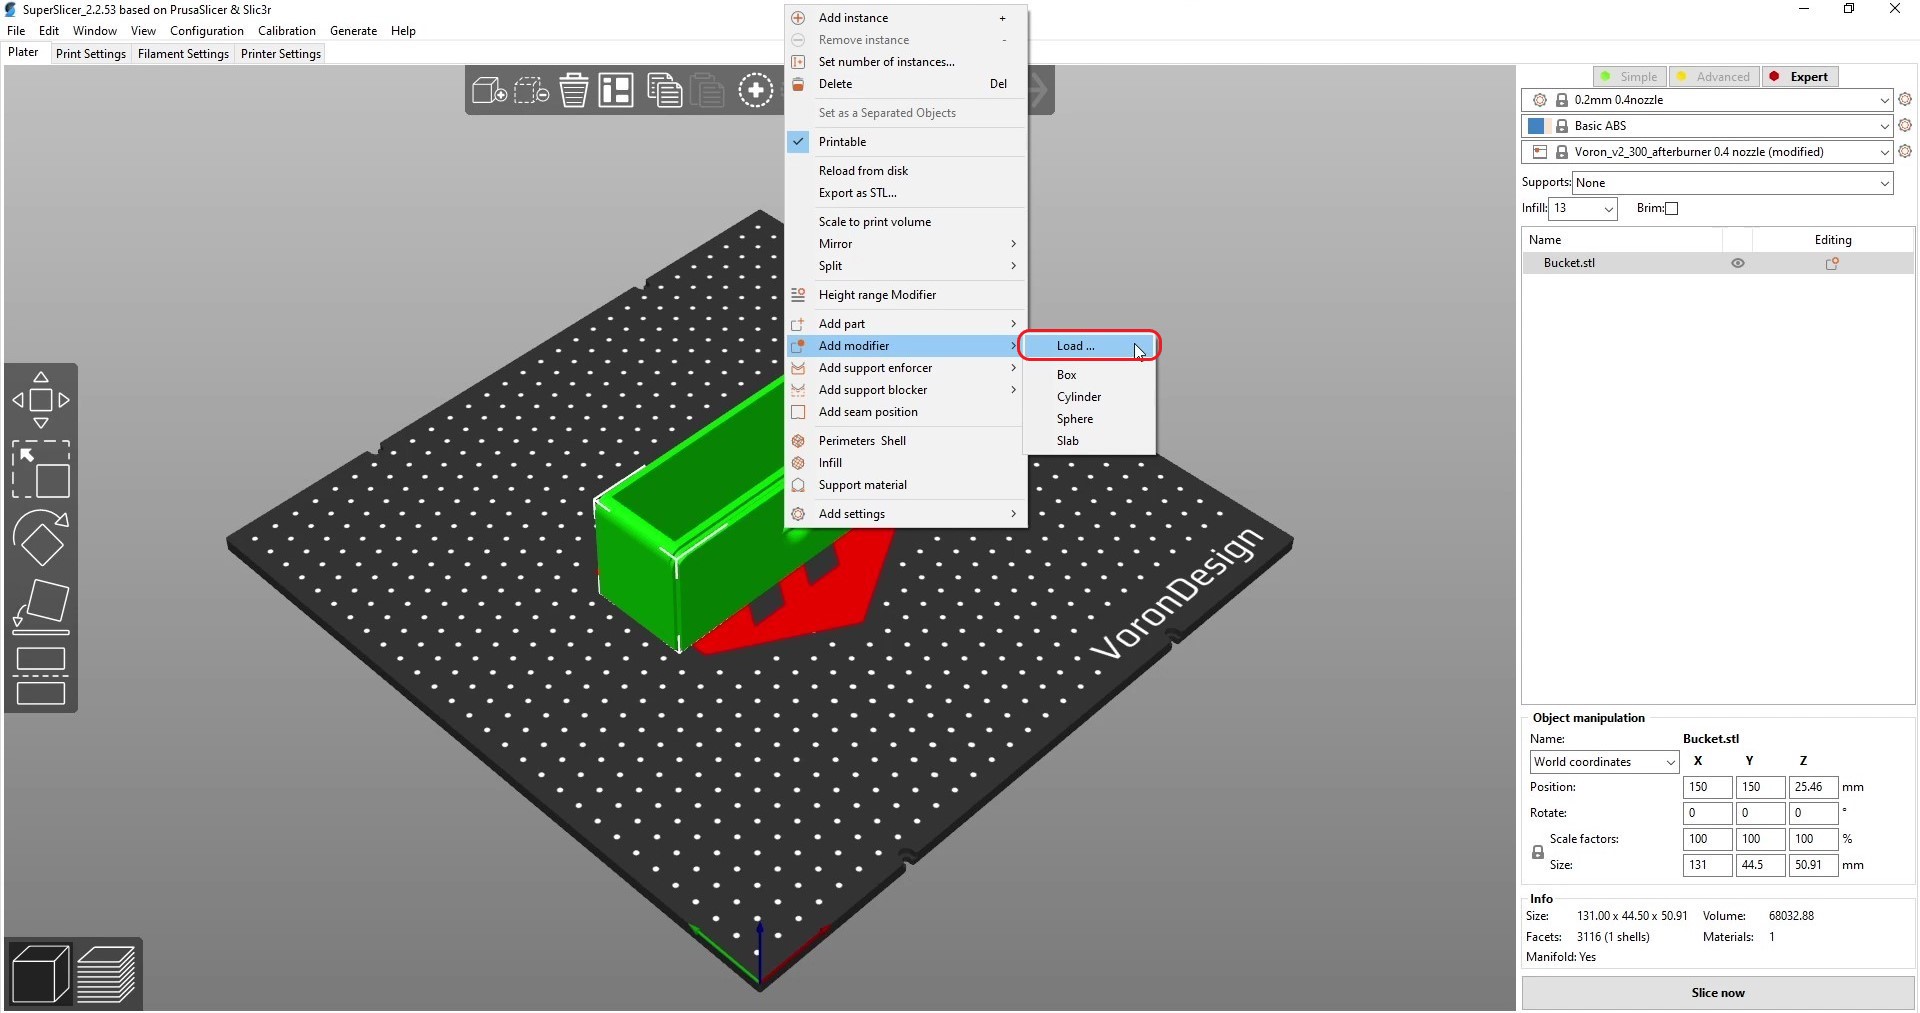 SuperSlicer_2.2.53 based on PrusaSlicer & Slic3r
File Edit Window View Configuration Calibration Generate Help
Plater Print Settings Filament Settings Printer Settings
Add instance +
Remove instance -
Set number of instances...
Delete Del
Set as a Separated Objects
Printable
Reload from disk
Export as STL...
Scale to print volume
Mirror
Split
Height range Modifier
Add part
Add modifier
Add support enforcer
Add support blocker
Add seam position
Perimeters Shell
Infill
Support material
Add settings
Load ...
Box
Cylinder
Sphere
Slab
VoronDesign
Simple Advanced Expert
0.2mm 0.4nozzle
Basic ABS
Voron_v2_300_afterburner 0.4 nozzle (modified)
Supports: None
Infill: 13 Brim:
Name Editing
Bucket.stl
Object manipulation
Name: Bucket.stl
World coordinates X Y Z
Position: 150 150 25.46 mm
Rotate: 0 0 0 °
Scale factors: 100 100 100 %
Size: 131 44.5 50.91 mm
Info
Size: 131.00 x 44.50 x 50.91 Volume: 68032.88
Facets: 3116 (1 shells) Materials: 1
Manifold: Yes
Slice now